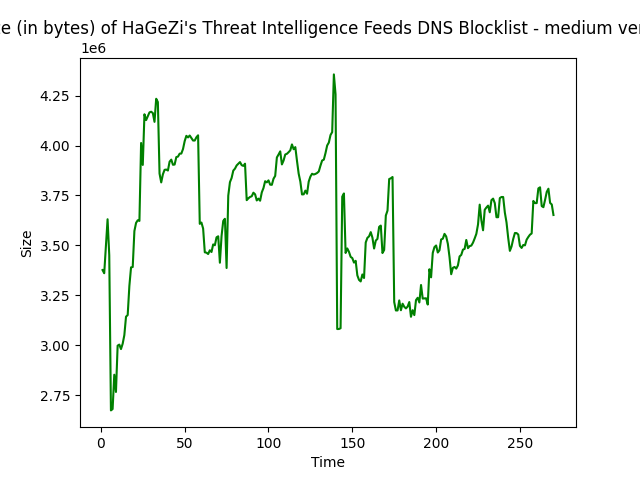 (in bytes) of HaGeZi's Threat Intelligence Feeds DNS Blocklist - medium
1e6
4.25
4.00
3.75
3.50
3.25
3.00
2.75
Size
0 50 100 150 200 250
Time